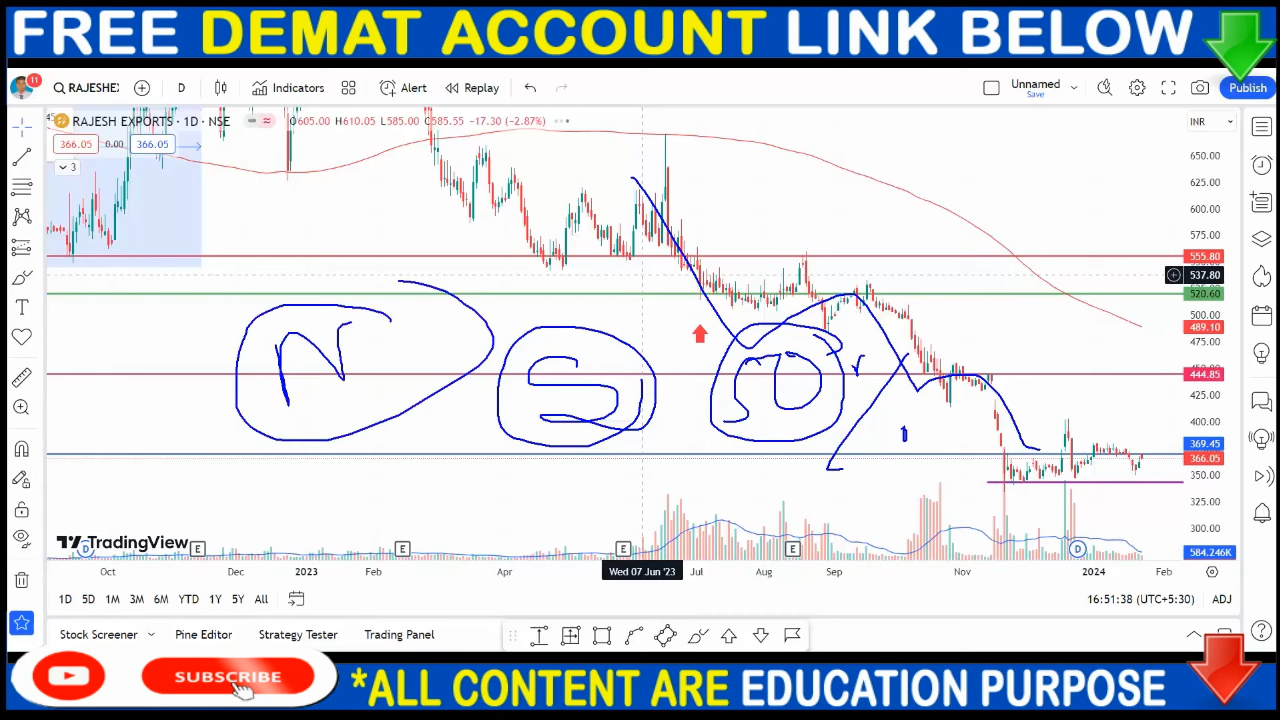 FREE DEMAT ACCOUNT LINK BELOW
11 RAJESHE D Indicators Alert Replay Unnamed Save Publish
RAJESH EXPORTS · 1D · NSE O605.00 H610.05 L585.00 C585.55 −17.30 (−2.87%) INR
366.05 0.00 366.05
3
650.00
625.00
600.00
575.00
555.80
537.80
520.60
500.00
489.10
475.00
444.85
425.00
400.00
369.45
366.05
350.00
325.00
300.00
584.246K
N S O
TradingView
D E E E E D
Oct Dec 2023 Feb Apr Wed 07 Jun '23 Jul Aug Sep Nov 2024 Feb
1D 5D 1M 3M 6M YTD 1Y 5Y All 16:51:38 (UTC+5:30) ADJ
Stock Screener Pine Editor Strategy Tester Trading Panel
SUBSCRIBE
*ALL CONTENT ARE EDUCATION PURPOSE